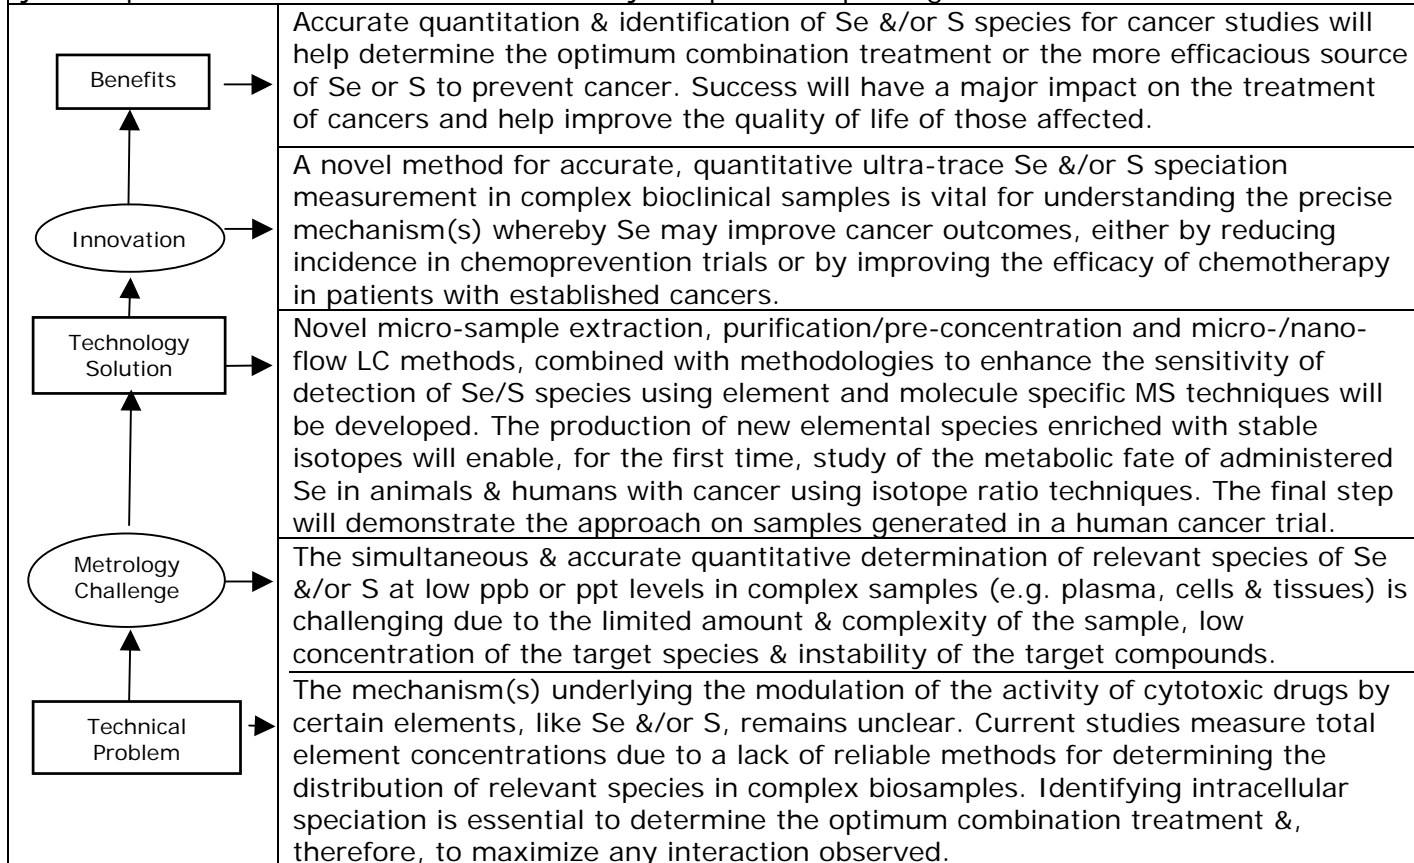 Accurate quantitation & identification of Se &/or S species for cancer studies will
help determine the optimum combination treatment or the more efficacious source
of Se or S to prevent cancer. Success will have a major impact on the treatment
of cancers and help improve the quality of life of those affected.
Benefits
A novel method for accurate, quantitative ultra-trace Se &/or S speciation
measurement in complex bioclinical samples is vital for understanding the precise
mechanism(s) whereby Se may improve cancer outcomes, either by reducing
incidence in chemoprevention trials or by improving the efficacy of chemotherapy
in patients with established cancers.
Innovation
Novel micro-sample extraction, purification/pre-concentration and micro-/nano-
flow LC methods, combined with methodologies to enhance the sensitivity of
detection of Se/S species using element and molecule specific MS techniques will
be developed. The production of new elemental species enriched with stable
isotopes will enable, for the first time, study of the metabolic fate of administered
Se in animals & humans with cancer using isotope ratio techniques. The final step
will demonstrate the approach on samples generated in a human cancer trial.
Technology
Solution
The simultaneous & accurate quantitative determination of relevant species of Se
&/or S at low ppb or ppt levels in complex samples (e.g. plasma, cells & tissues) is
challenging due to the limited amount & complexity of the sample, low
concentration of the target species & instability of the target compounds.
Metrology
Challenge
The mechanism(s) underlying the modulation of the activity of cytotoxic drugs by
certain elements, like Se &/or S, remains unclear. Current studies measure total
element concentrations due to a lack of reliable methods for determining the
distribution of relevant species in complex biosamples. Identifying intracellular
speciation is essential to determine the optimum combination treatment &,
therefore, to maximize any interaction observed.
Technical
Problem